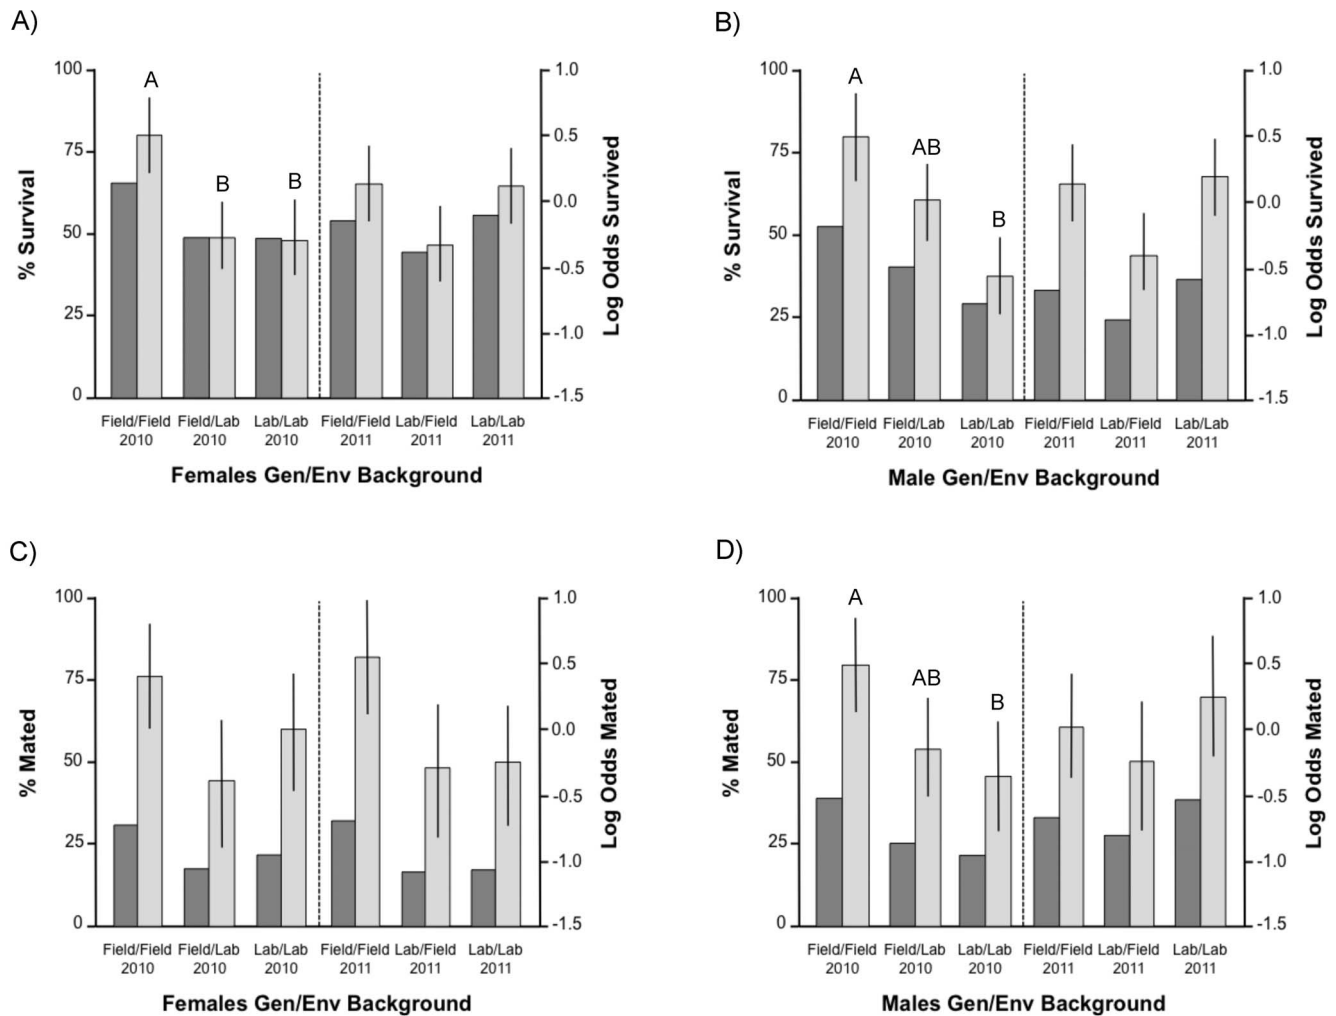 A)
100
75
50
25
0
% Survival
A
B
B
1.0
0.5
0.0
-0.5
-1.0
-1.5
Log Odds Survived
Field/Field Field/Lab Lab/Lab Field/Field Lab/Field Lab/Lab
2010 2010 2010 2011 2011 2011
Females Gen/Env Background
B)
100
75
50
25
0
% Survival
A
AB
B
1.0
0.5
0.0
-0.5
-1.0
-1.5
Log Odds Survived
Field/Field Field/Lab Lab/Lab Field/Field Lab/Field Lab/Lab
2010 2010 2010 2011 2011 2011
Male Gen/Env Background
C)
100
75
50
25
0
% Mated
1.0
0.5
0.0
-0.5
-1.0
-1.5
Log Odds Mated
Field/Field Field/Lab Lab/Lab Field/Field Lab/Field Lab/Lab
2010 2010 2010 2011 2011 2011
Females Gen/Env Background
D)
100
75
50
25
0
% Mated
A
AB
B
1.0
0.5
0.0
-0.5
-1.0
-1.5
Log Odds Mated
Field/Field Field/Lab Lab/Lab Field/Field Lab/Field Lab/Lab
2010 2010 2010 2011 2011 2011
Males Gen/Env Background